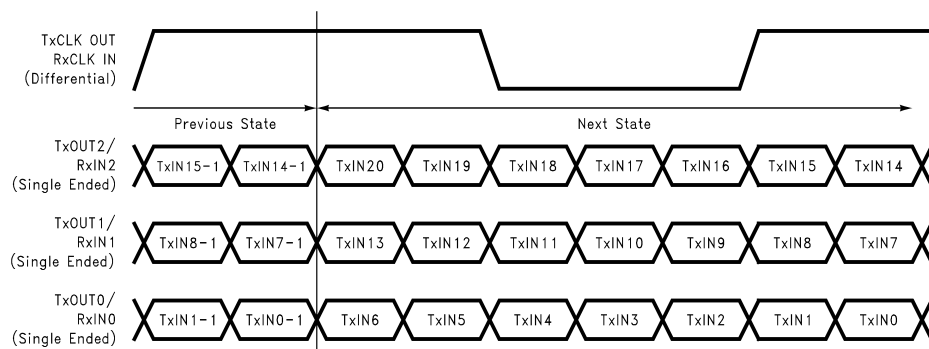 TxCLK OUT
RxCLK IN
(Differential)
Previous State
Next State
TxOUT2/
RxIN2
(Single Ended)
TxIN15-1 TxIN14-1 TxIN20 TxIN19 TxIN18 TxIN17 TxIN16 TxIN15 TxIN14
TxOUT1/
RxIN1
(Single Ended)
TxIN8-1 TxIN7-1 TxIN13 TxIN12 TxIN11 TxIN10 TxIN9 TxIN8 TxIN7
TxOUT0/
RxIN0
(Single Ended)
TxIN1-1 TxIN0-1 TxIN6 TxIN5 TxIN4 TxIN3 TxIN2 TxIN1 TxIN0